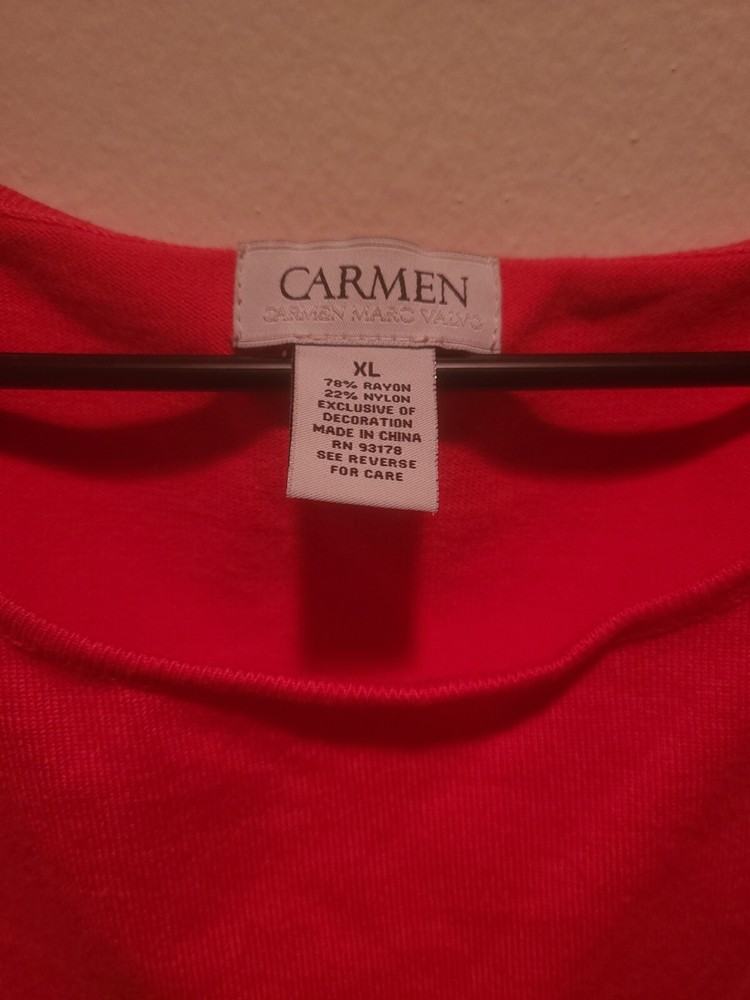 CARMEN
CARMEN MARC VALVO
XL
78% RAYON
22% NYLON
EXCLUSIVE OF
DECORATION
MADE IN CHINA
RN 93178
SEE REVERSE
FOR CARE